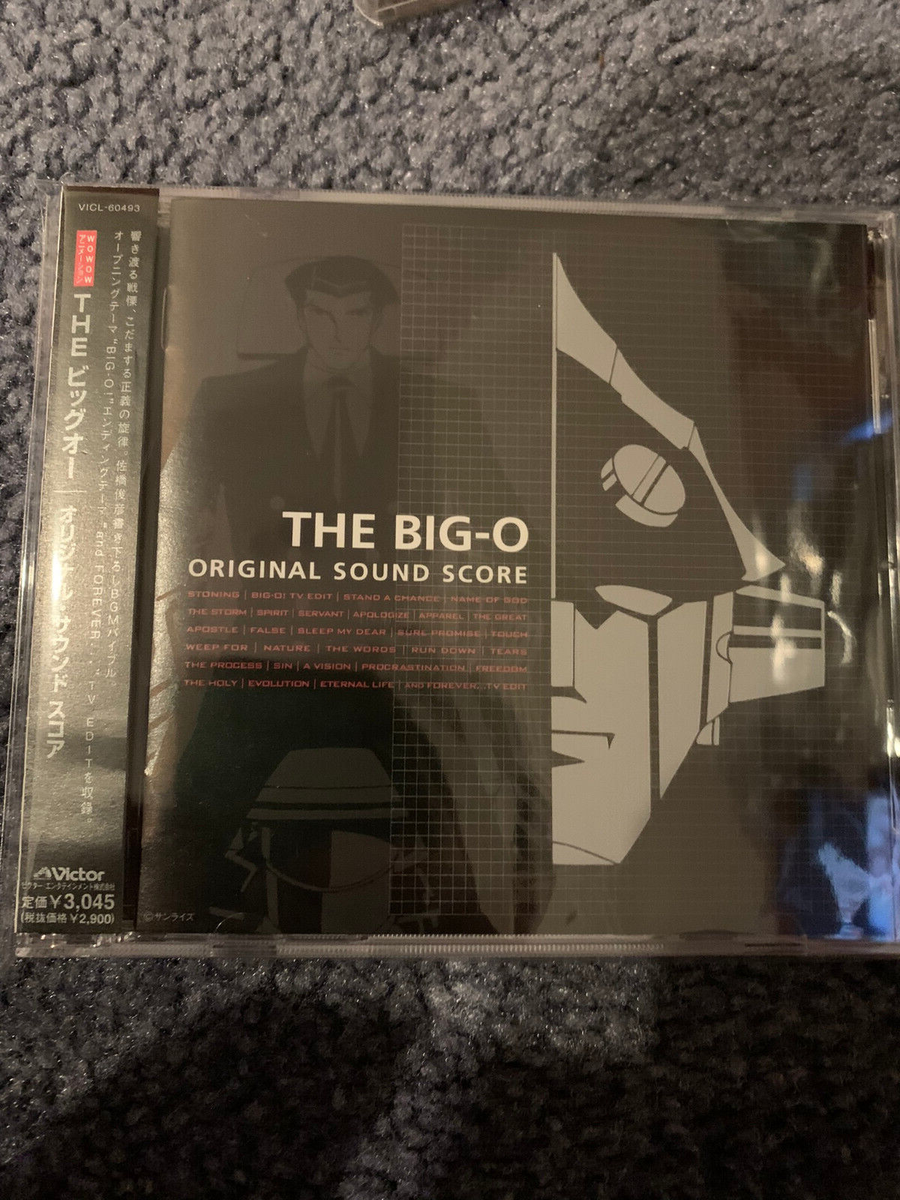 VICL-60493
WOWOW
アニメーション
THE ビッグオー オリジナル・サウンドスコア
響き渡る戦慄、こだまする正義の旋律。佐橋俊彦書き下ろしBGMバイブル
オープニングテーマ"BIG-O!"エンディングテーマ"and FOREVER..."TV EDITを収録。
Victor
ビクター エンタテインメント株式会社
定価¥3,045
(税抜価格¥2,900)
THE BIG-O
ORIGINAL SOUND SCORE
STONING | BIG-O! TV EDIT | STAND A CHANCE | NAME OF GOD
THE STORM | SPIRIT | SERVANT | APOLOGIZE | APPAREL | THE GREAT
APOSTLE | FALSE | SLEEP MY DEAR | SURE PROMISE | TOUCH
WEEP FOR | NATURE | THE WORDS | RUN DOWN | TEARS
THE PROCESS | SIN | A VISION | PROCRASTINATION | FREEDOM
THE HOLY | EVOLUTION | ETERNAL LIFE | AND FOREVER...TV EDIT
©サンライズ